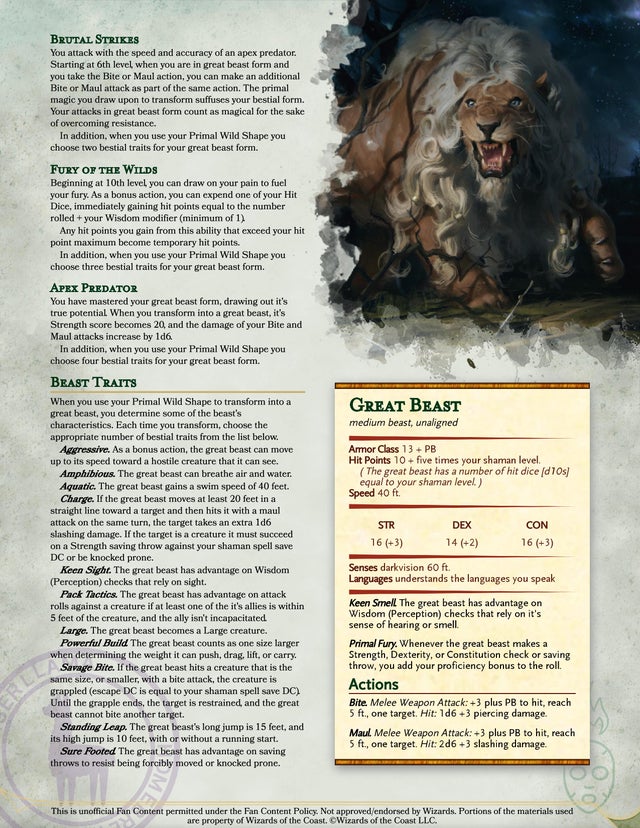 BRUTAL STRIKES
You attack with the speed and accuracy of an apex predator.
Starting at 6th level, when you are in great beast form and
you take the Bite or Maul action, you can make an additional
Bite or Maul attack as part of the same action. The primal
magic you draw upon to transform suffuses your bestial form.
Your attacks in great beast form count as magical for the sake
of overcoming resistance.
In addition, when you use your Primal Wild Shape you
choose two bestial traits for your great beast form.
FURY OF THE WILDS
Beginning at 10th level, you can draw on your pain to fuel
your fury. As a bonus action, you can expend one of your Hit
Dice, immediately gaining hit points equal to the number
rolled + your Wisdom modifier (minimum of 1).
Any hit points you gain from this ability that exceed your hit
point maximum become temporary hit points.
In addition, when you use your Primal Wild Shape you
choose three bestial traits for your great beast form.
APEX PREDATOR
You have mastered your great beast form, drawing out it's
true potential. When you transform into a great beast, it's
Strength score becomes 20, and the damage of your Bite and
Maul attacks increase by 1d6.
In addition, when you use your Primal Wild Shape you
choose four bestial traits for your great beast form.
BEAST TRAITS
When you use your Primal Wild Shape to transform into a
great beast, you determine some of the beast's
characteristics. Each time you transform, choose the
appropriate number of bestial traits from the list below.
Aggressive. As a bonus action, the great beast can move
up to its speed toward a hostile creature that it can see.
Amphibious. The great beast can breathe air and water.
Aquatic. The great beast gains a swim speed of 40 feet.
Charge. If the great beast moves at least 20 feet in a
straight line toward a target and then hits it with a maul
attack on the same turn, the target takes an extra 1d6
slashing damage. If the target is a creature it must succeed
on a Strength saving throw against your shaman spell save
DC or be knocked prone.
Keen Sight. The great beast has advantage on Wisdom
(Perception) checks that rely on sight.
Pack Tactics. The great beast has advantage on attack
rolls against a creature if at least one of the it's allies is within
5 feet of the creature, and the ally isn't incapacitated.
Large. The great beast becomes a Large creature.
Powerful Build. The great beast counts as one size larger
when determining the weight it can push, drag, lift, or carry.
Savage Bite. If the great beast hits a creature that is the
same size, or smaller, with a bite attack, the creature is
grappled (escape DC is equal to your shaman spell save DC).
Until the grapple ends, the target is restrained, and the great
beast cannot bite another target.
Standing Leap. The great beast's long jump is 15 feet, and
its high jump is 10 feet, with or without a running start.
Sure Footed. The great beast has advantage on saving
throws to resist being forcibly moved or knocked prone.
GREAT BEAST
medium beast, unaligned
Armor Class 13 + PB
Hit Points 10 + five times your shaman level.
( The great beast has a number of hit dice [d10s]
equal to your shaman level. )
Speed 40 ft.
STR DEX CON
16 (+3) 14 (+2) 16 (+3)
Senses darkvision 60 ft.
Languages understands the languages you speak
Keen Smell. The great beast has advantage on
Wisdom (Perception) checks that rely on it's
sense of hearing or smell.
Primal Fury. Whenever the great beast makes a
Strength, Dexterity, or Constitution check or saving
throw, you add your proficiency bonus to the roll.
Actions
Bite. Melee Weapon Attack: +3 plus PB to hit, reach
5 ft., one target. Hit: 1d6 +3 piercing damage.
Maul. Melee Weapon Attack: +3 plus PB to hit, reach
5 ft., one target. Hit: 2d6 +3 slashing damage.
This is unofficial Fan Content permitted under the Fan Content Policy. Not approved/endorsed by Wizards. Portions of the materials used
are property of Wizards of the Coast. ©Wizards of the Coast LLC.